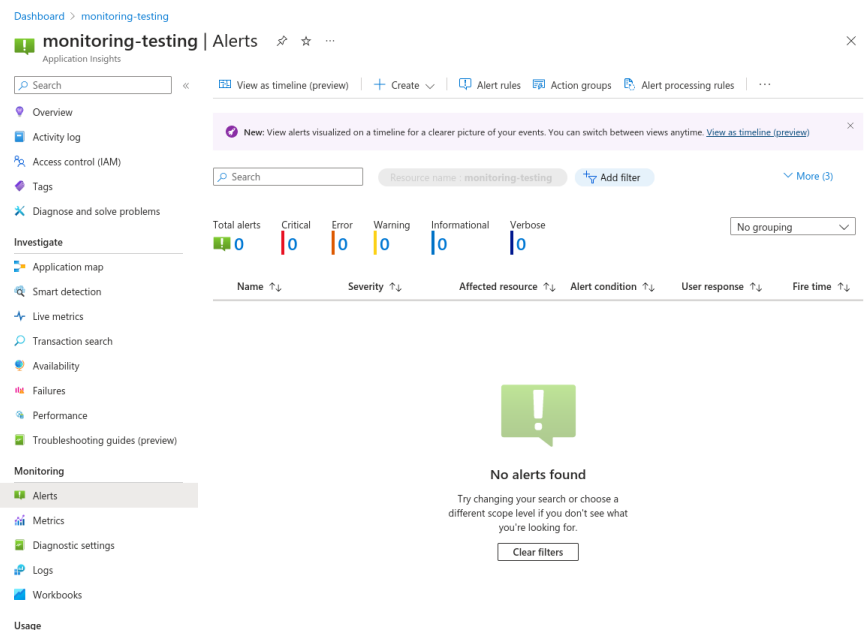 Dashboard > monitoring-testing
monitoring-testing | Alerts
Application Insights
Search
Overview
Activity log
Access control (IAM)
Tags
Diagnose and solve problems
Investigate
Application map
Smart detection
Live metrics
Transaction search
Availability
Failures
Performance
Troubleshooting guides (preview)
Monitoring
Alerts
Metrics
Diagnostic settings
Logs
Workbooks
Usage
View as timeline (preview) Create Alert rules Action groups Alert processing rules
New: View alerts visualized on a timeline for a clearer picture of your events. You can switch between views anytime. View as timeline (preview)
Search Resource name : monitoring-testing Add filter More (3)
Total alerts Critical Error Warning Informational Verbose
0 0 0 0 0 0
No grouping
Name Severity Affected resource Alert condition User response Fire time
No alerts found
Try changing your search or choose a
different scope level if you don't see what
you're looking for.
Clear filters